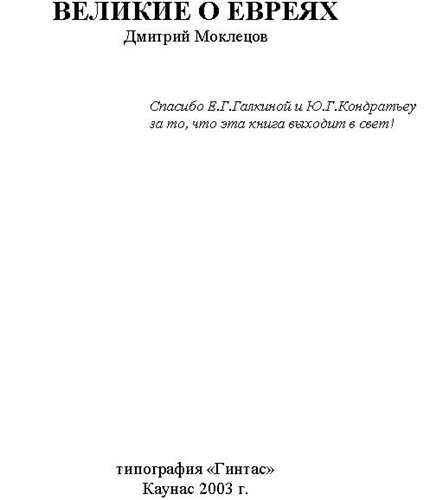 ВЕЛИКИЕ О ЕВРЕЯХ
Дмитрий Моклецов
Спасибо Е.Г.Галкиной и Ю.Г.Кондратьеу
за то, что эта книга выходит в свет!
типография «Гинтас»
Каунас 2003 г.